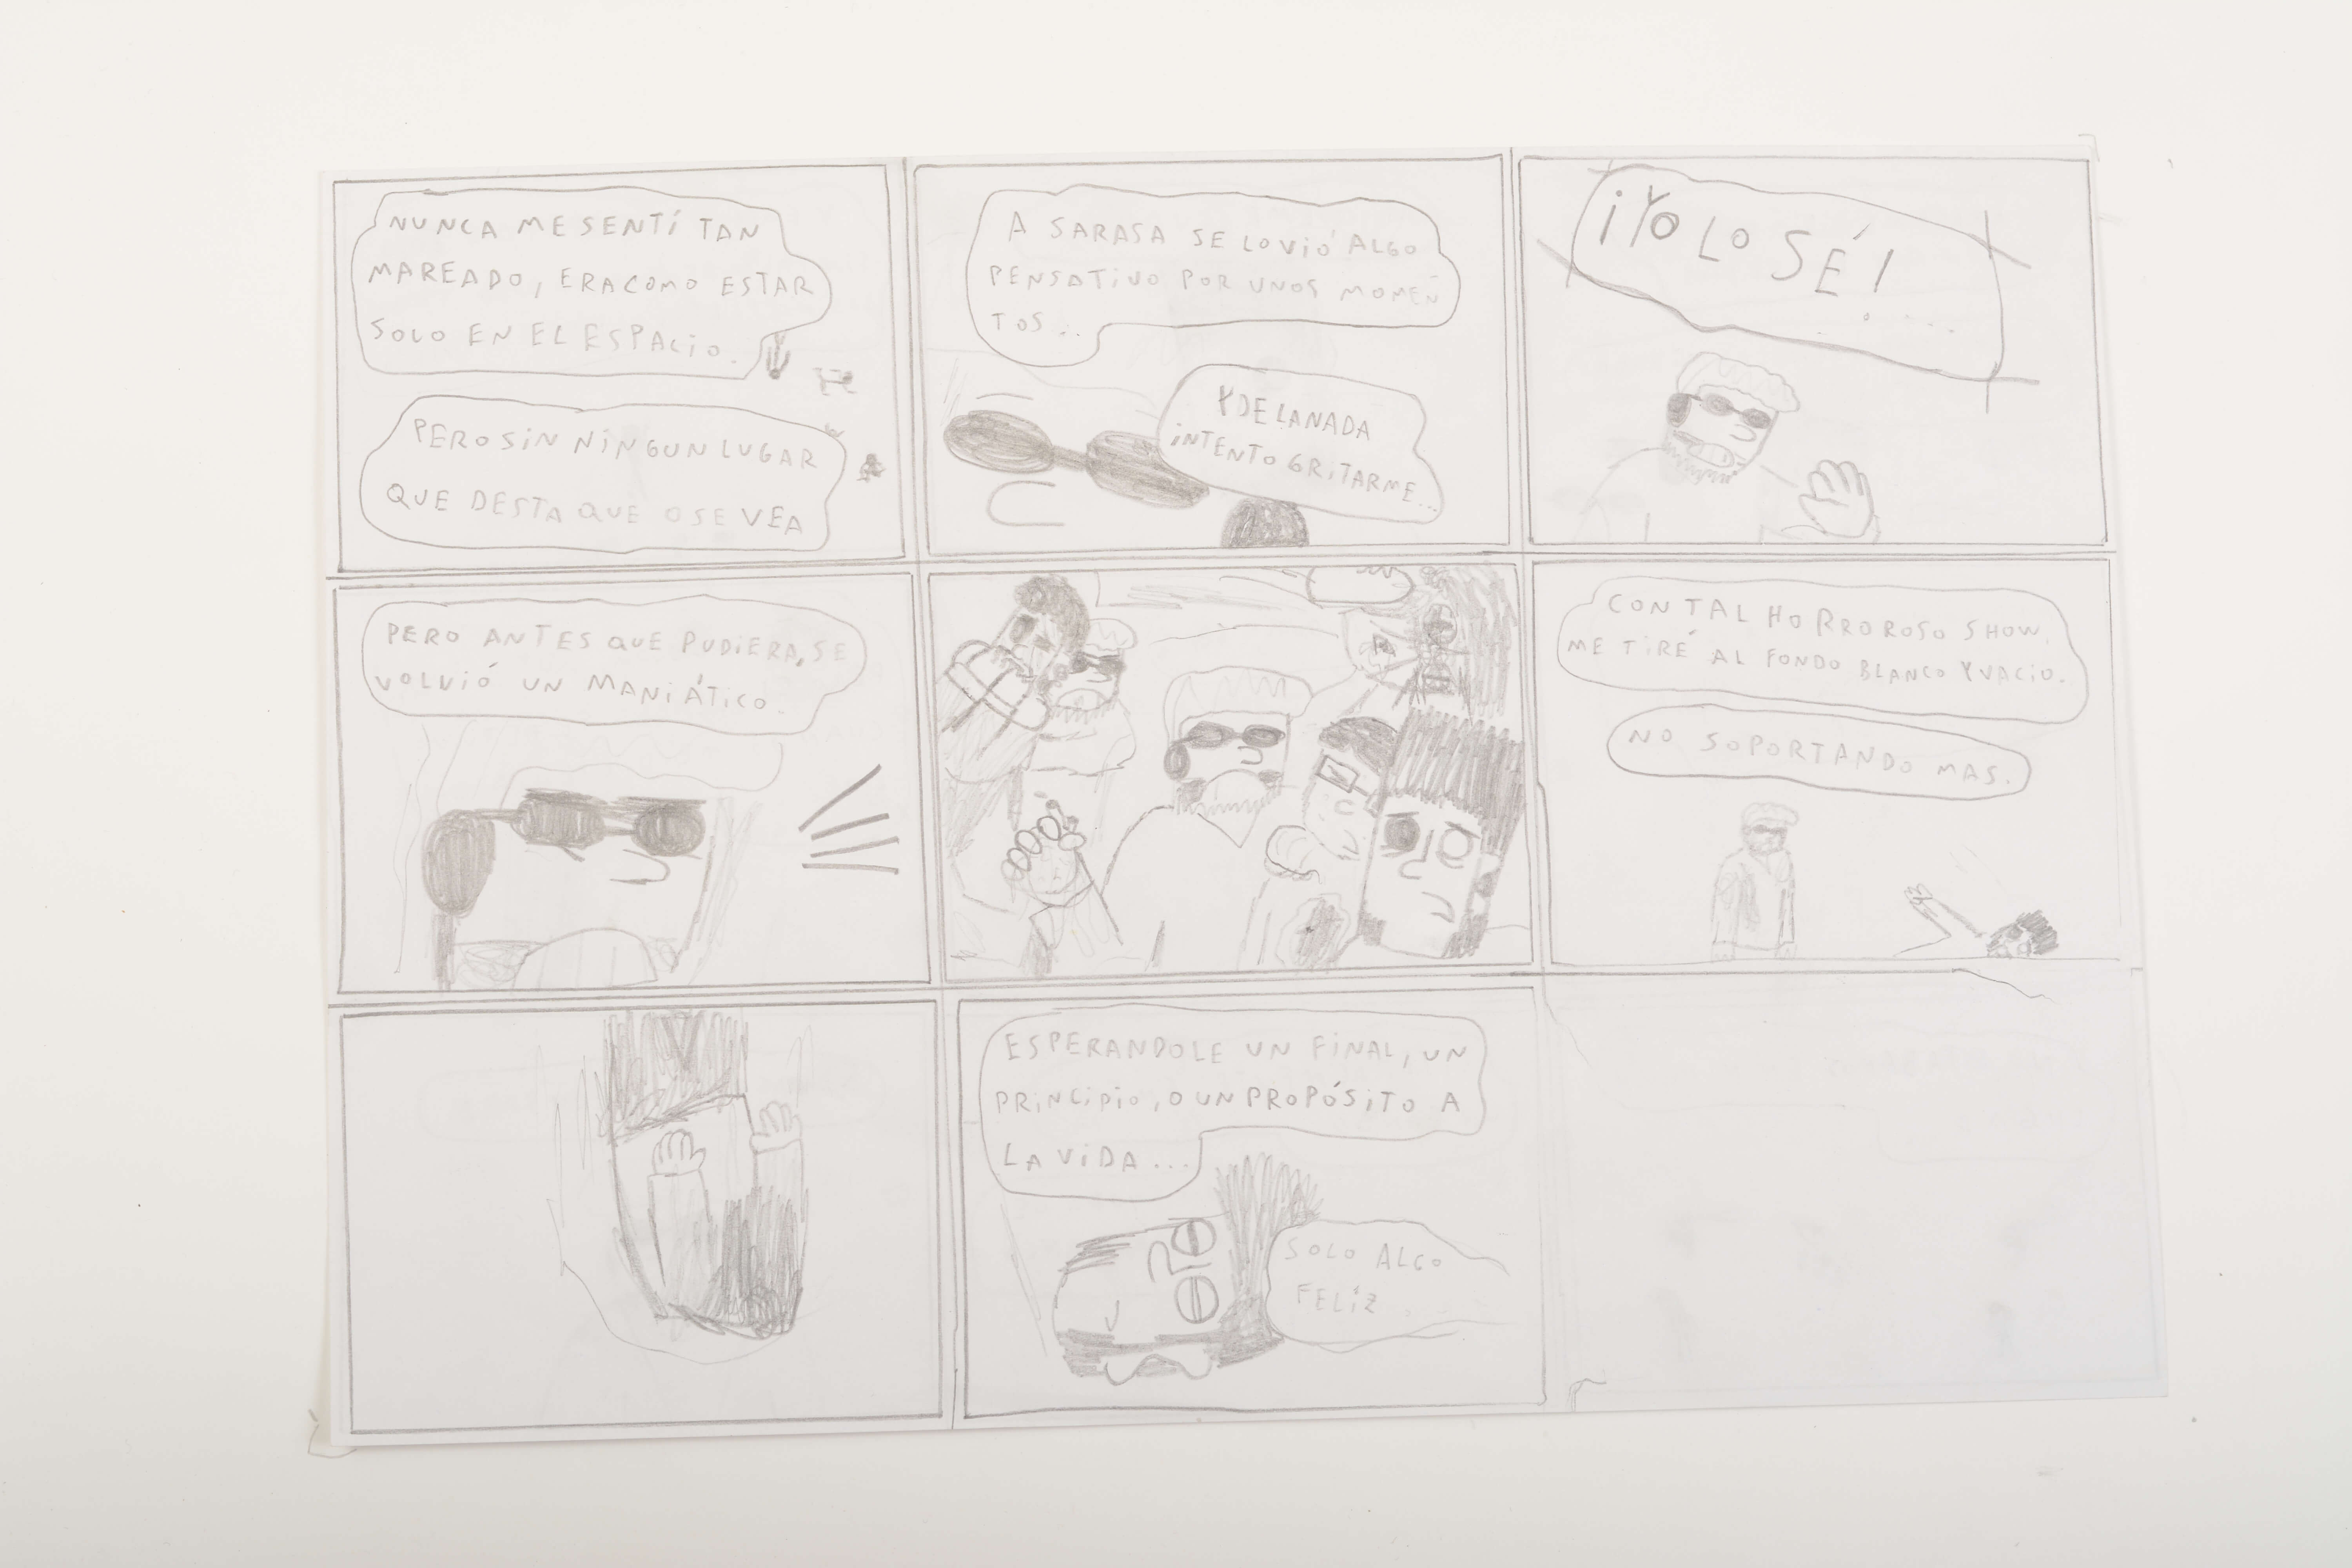 NUNCA ME SENTÍ TAN
MAREADO, ERA COMO ESTAR
SOLO EN EL ESPACIO.
PERO SIN NINGUN LUGAR
QUE DESTAQUE O SE VEA
A SARASA SE LO VIÓ ALGO
PENSATIVO POR UNOS MOMEN
TOS...
Y DE LA NADA
INTENTO GRITARME...
¡YO LO SÉ!
PERO ANTES QUE PUDIERA, SE
VOLVIÓ UN MANIÁTICO.
CON TAL HORROROSO SHOW,
ME TIRÉ AL FONDO BLANCO Y VACIO.
NO SOPORTANDO MAS.
ESPERANDOLE UN FINAL, UN
PRINCIPIO, O UN PROPÓSITO A
LA VIDA...
SOLO ALGO
FELÍZ.